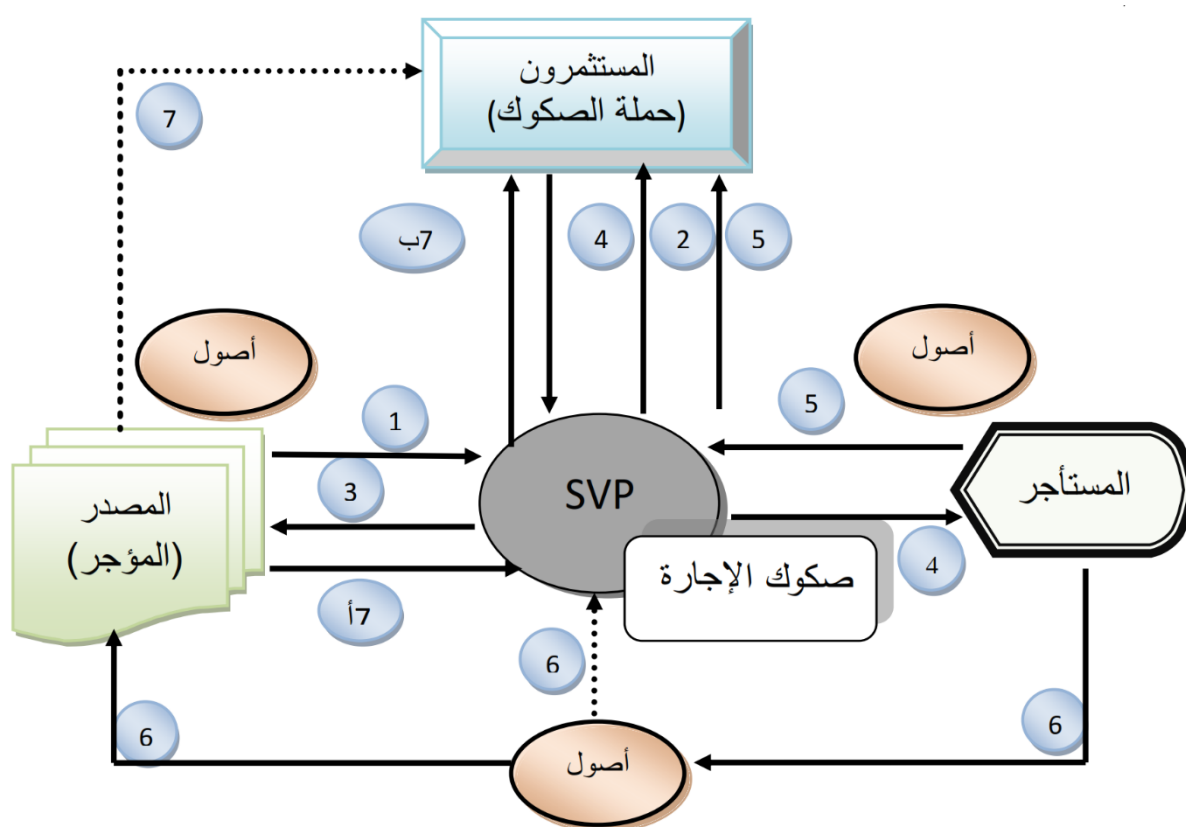 المستثمرون
(حملة الصكوك)
7
7ب
4
2
5
أصول
أصول
1
5
3
المصدر
(المؤجر)
SVP
المستأجر
صكوك الإجارة
4
7أ
6
6
6
أصول